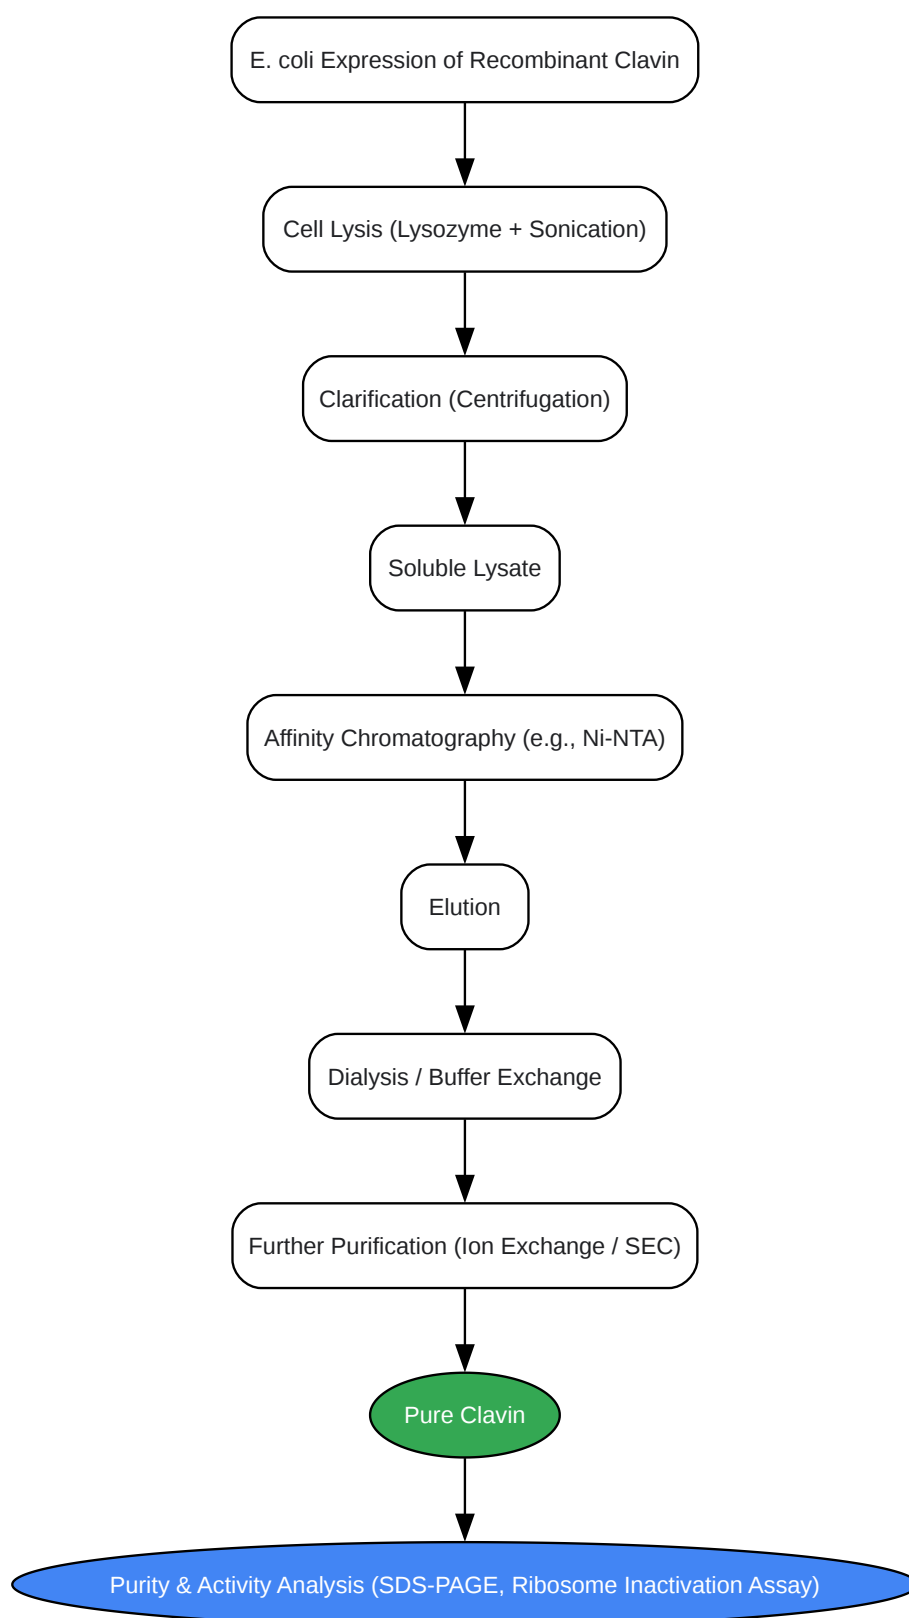 E. coli Expression of Recombinant Clavin
Cell Lysis (Lysozyme + Sonication)
Clarification (Centrifugation)
Soluble Lysate
Affinity Chromatography (e.g., Ni-NTA)
Elution
Dialysis / Buffer Exchange
Further Purification (Ion Exchange / SEC)
Pure Clavin
Purity & Activity Analysis (SDS-PAGE, Ribosome Inactivation Assay)